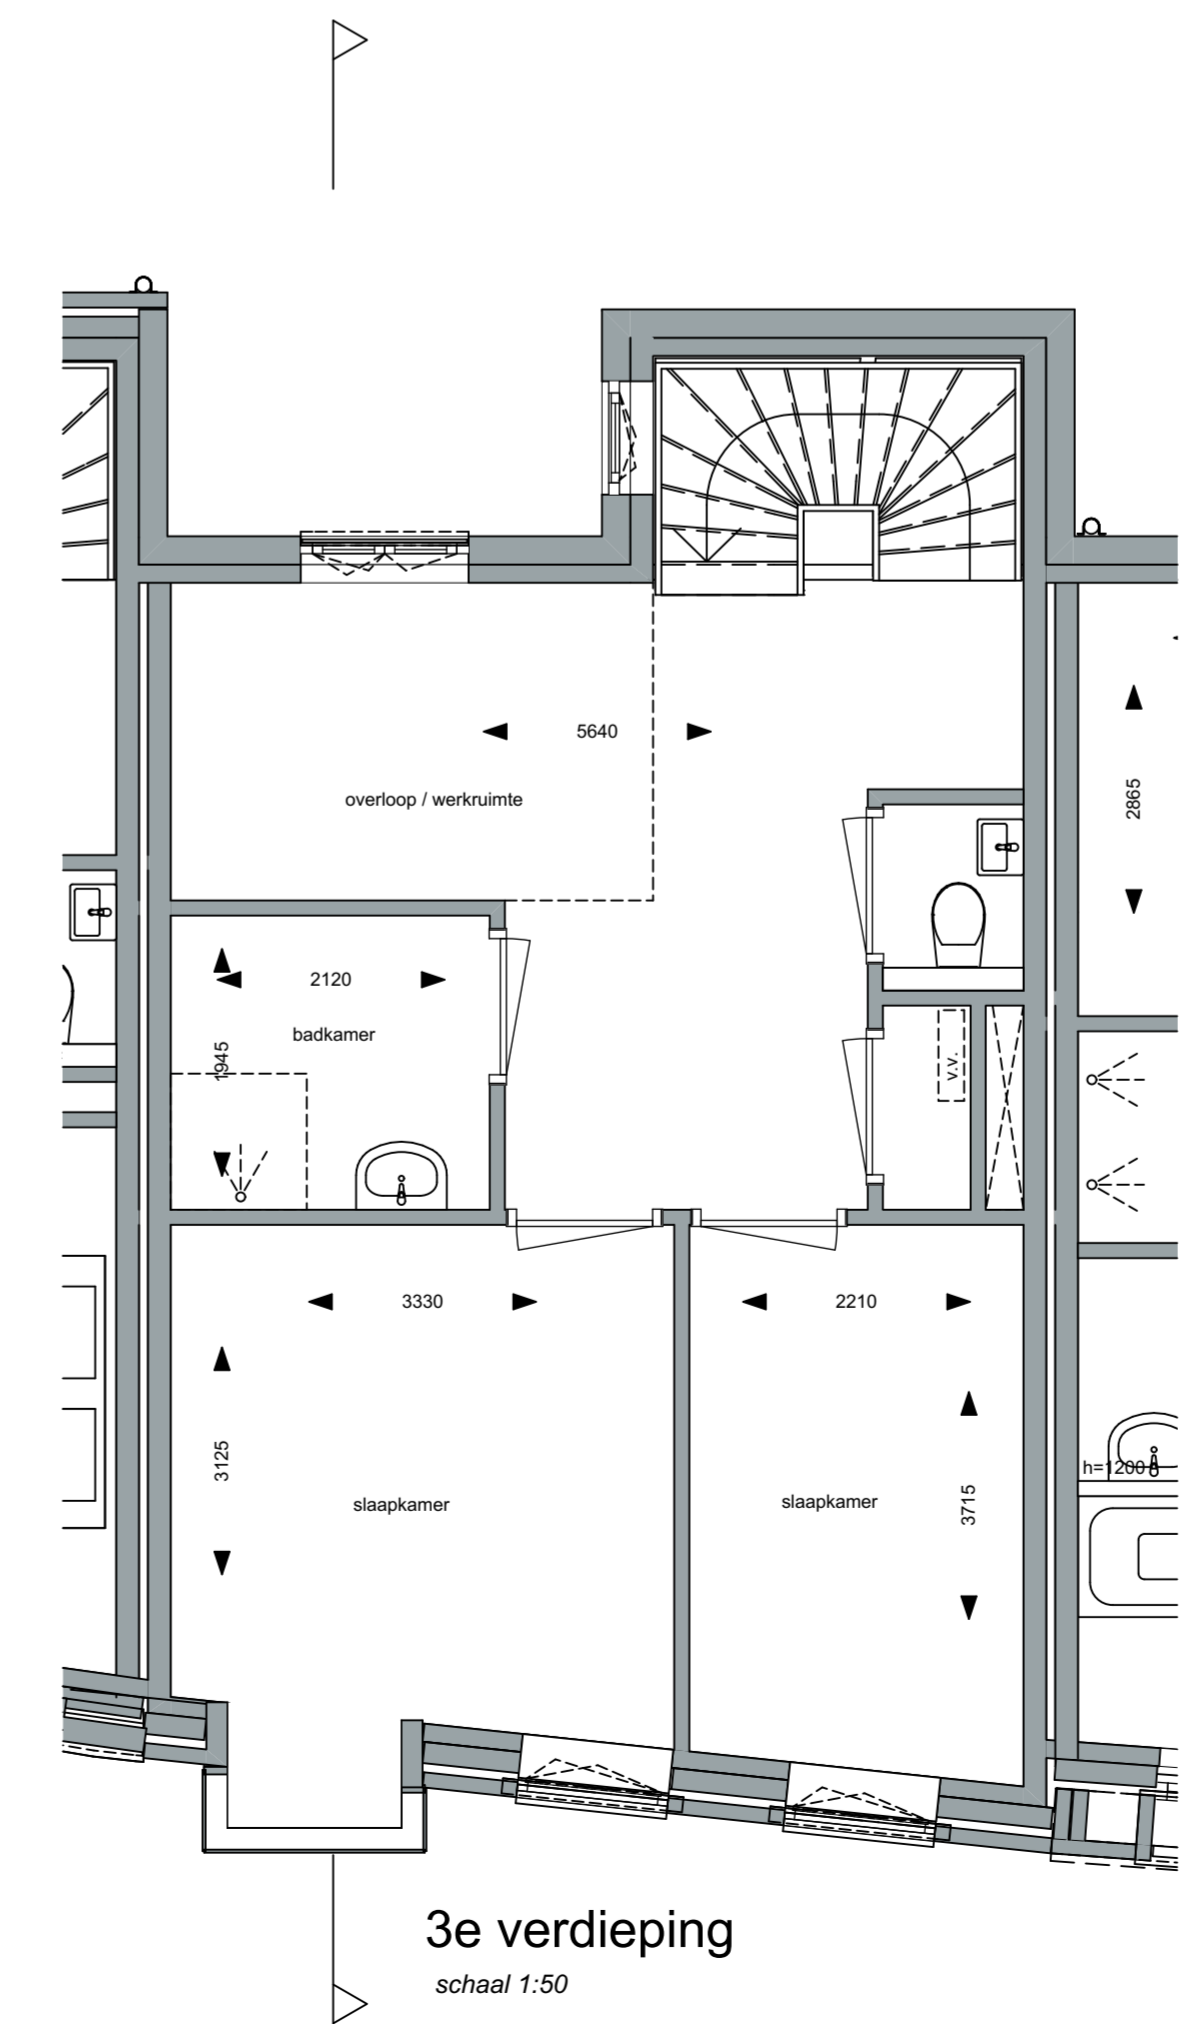 5640
overloop / werkruimte
2865
2120
badkamer
1945
v.v.
3330
2210
3125
h=1200
slaapkamer
slaapkamer
3715
3e verdieping
schaal 1:50